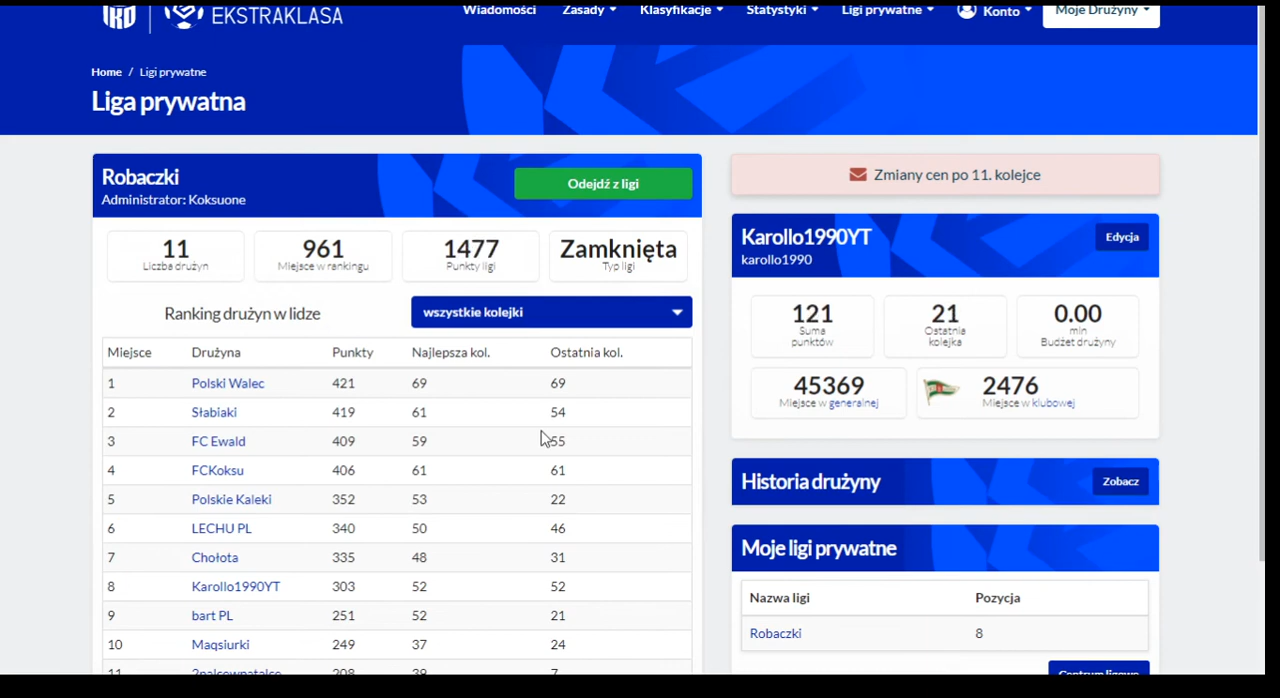 EKSTRAKLASA
Wiadomości Zasady Klasyfikacje Statystyki Ligi prywatne Konto Moje Drużyny
Home / Ligi prywatne
Liga prywatna
Robaczki
Administrator: Koksuone
Odejdź z ligi
11 961 1477 Zamknięta
Liczba drużyn Miejsce w rankingu Punkty ligi Typ ligi
Ranking drużyn w lidze wszystkie kolejki
Miejsce Drużyna Punkty Najlepsza kol. Ostatnia kol.
1 Polski Walec 421 69 69
2 Słabiaki 419 61 54
3 FC Ewald 409 59 55
4 FCKoksu 406 61 61
5 Polskie Kaleki 352 53 22
6 LECHU PL 340 50 46
7 Chołota 335 48 31
8 Karollo1990YT 303 52 52
9 bart PL 251 52 21
10 Magsiurki 249 37 24
11 208 39 7
Zmiany cen po 11. kolejce
Karollo1990YT
karollo1990
Edycja
121 21 0.00
Suma punktów Ostatnia kolejka mln Budżet drużyny
45369 2476
Miejsce w generalnej Miejsce w klubowej
Historia drużyny Zobacz
Moje ligi prywatne
Nazwa ligi Pozycja
Robaczki 8
Centrum ligowe